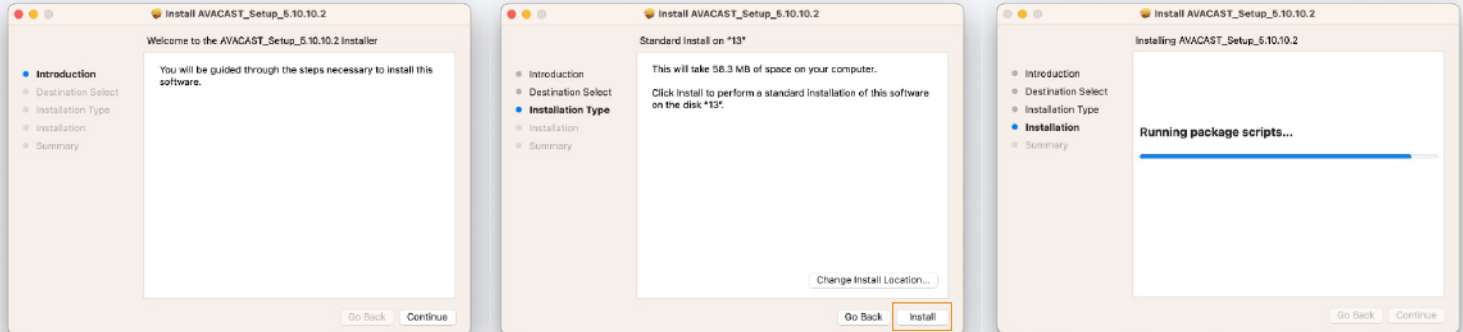 Install AVACAST_Setup_5.10.10.2
Welcome to the AVACAST_Setup_5.10.10.2 Installer
Introduction
Destination Select
Installation Type
Installation
Summary
You will be guided through the steps necessary to install this
software.
Go Back
Continue
Install AVACAST_Setup_5.10.10.2
Standard Install on "13"
Introduction
Destination Select
Installation Type
Installation
Summary
This will take 58.3 MB of space on your computer.
Click Install to perform a standard installation of this software
on the disk "13".
Change Install Location...
Go Back
Install
Install AVACAST_Setup_5.10.10.2
Installing AVACAST_Setup_5.10.10.2
Introduction
Destination Select
Installation Type
Installation
Summary
Running package scripts...
Go Back
Continue